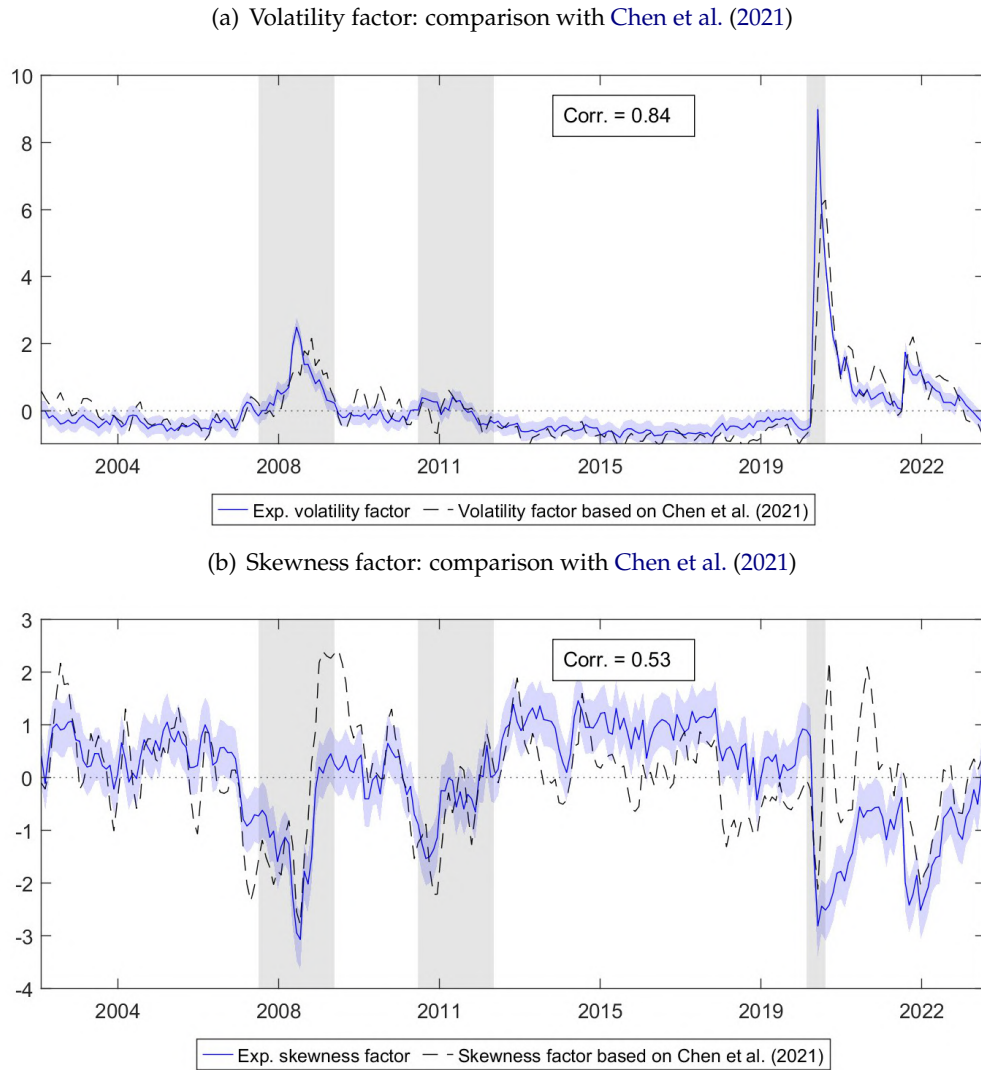 (a) Volatility factor: comparison with Chen et al. (2021)
10
8
6
4
2
0
Corr. = 0.84
2004 2008 2011 2015 2019 2022
Exp. volatility factor Volatility factor based on Chen et al. (2021)
(b) Skewness factor: comparison with Chen et al. (2021)
3
2
1
0
-1
-2
-3
-4
Corr. = 0.53
2004 2008 2011 2015 2019 2022
Exp. skewness factor Skewness factor based on Chen et al. (2021)